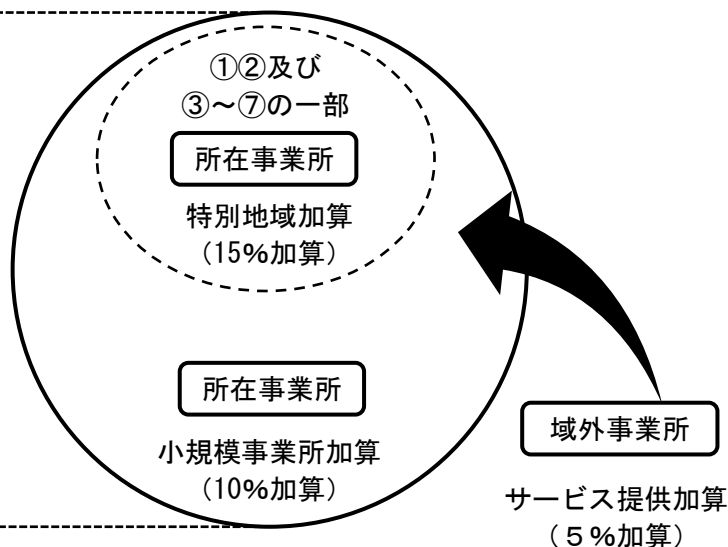 ①②及び
③～⑦の一部
所在事業所
特別地域加算
（15%加算）
所在事業所
小規模事業所加算
（10%加算）
域外事業所
サービス提供加算
（５%加算）